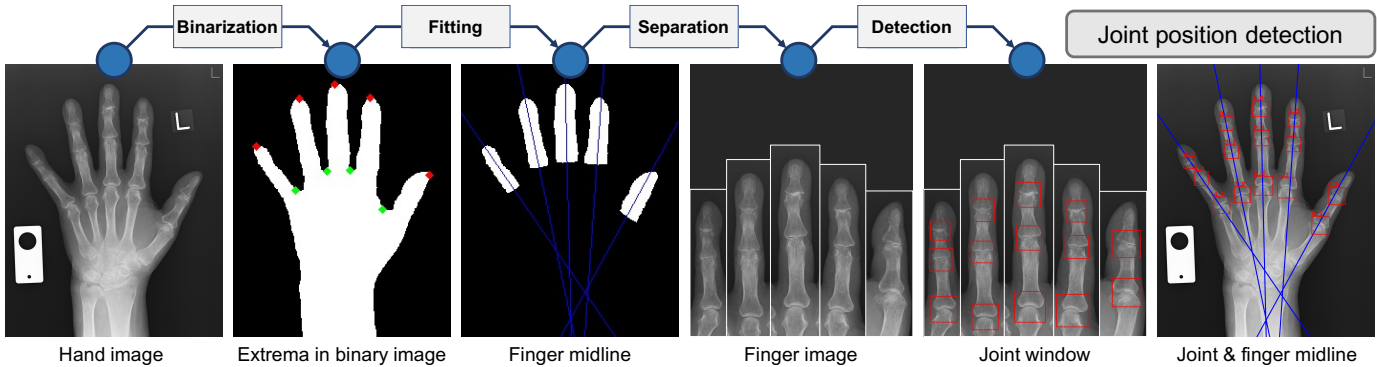 Binarization
Fitting
Separation
Detection
Joint position detection
L
L
L
L
Hand image
Extrema in binary image
Finger midline
Finger image
Joint window
Joint & finger midline